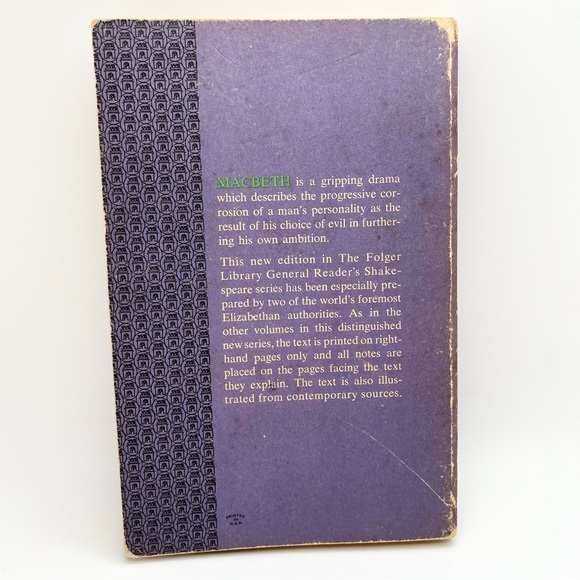 MACBETH is a gripping drama
which describes the progressive cor-
rosion of a man's personality as the
result of his choice of evil in further-
ing his own ambition.
This new edition in The Folger
Library General Reader's Shake-
speare series has been especially pre-
pared by two of the world's foremost
Elizabethan authorities. As in the
other volumes in this distinguished
new series, the text is printed on right-
hand pages only and all notes are
placed on the pages facing the text
they explain. The text is also illus-
trated from contemporary sources.
PRINTED
IN
U.S.A.